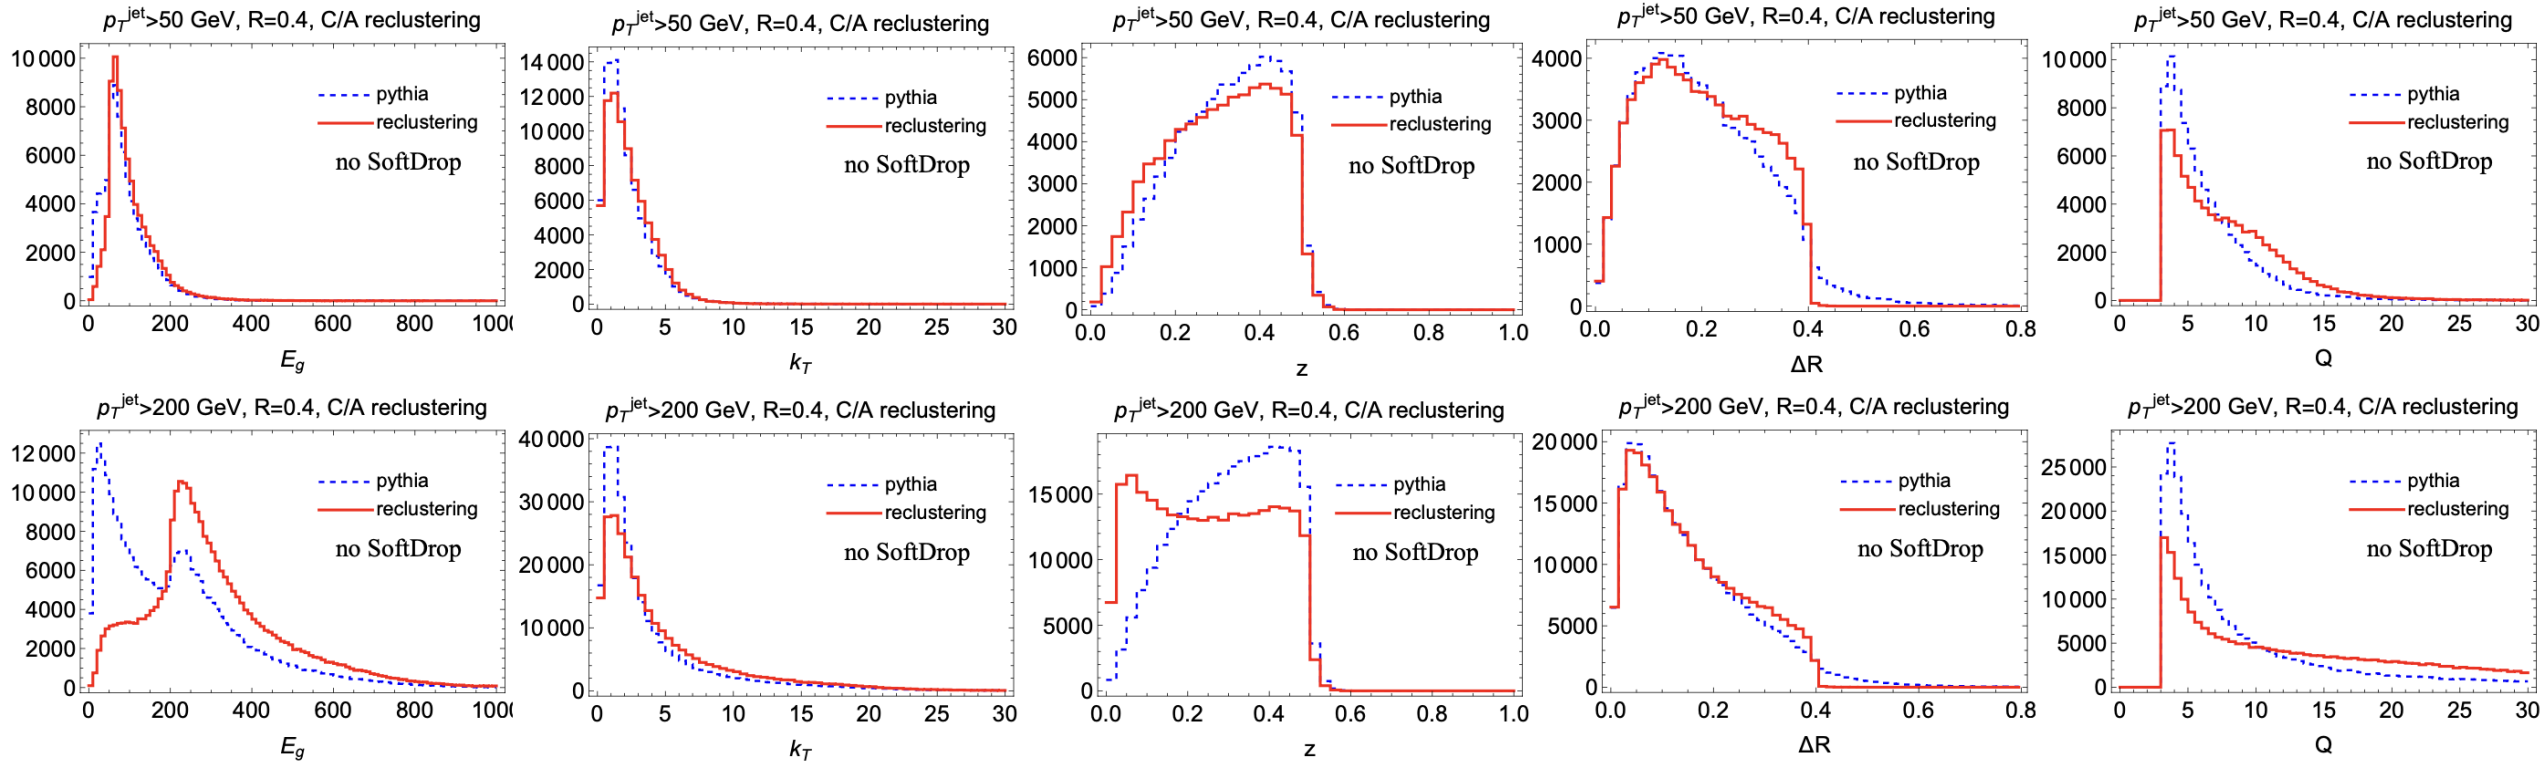 p_T^jet>50 GeV, R=0.4, C/A reclustering
10 000
8000
6000
4000
2000
0
pythia
reclustering
no SoftDrop
0 200 400 600 800 100
E_g
p_T^jet>50 GeV, R=0.4, C/A reclustering
14 000
12 000
10 000
8000
6000
4000
2000
0
pythia
reclustering
no SoftDrop
0 5 10 15 20 25 30
k_T
p_T^jet>50 GeV, R=0.4, C/A reclustering
6000
5000
4000
3000
2000
1000
0
pythia
reclustering
no SoftDrop
0.0 0.2 0.4 0.6 0.8 1.0
z
p_T^jet>50 GeV, R=0.4, C/A reclustering
4000
3000
2000
1000
0
pythia
reclustering
no SoftDrop
0.0 0.2 0.4 0.6 0.8
ΔR
p_T^jet>50 GeV, R=0.4, C/A reclustering
10 000
8000
6000
4000
2000
0
pythia
reclustering
no SoftDrop
0 5 10 15 20 25 30
Q
p_T^jet>200 GeV, R=0.4, C/A reclustering
12 000
10 000
8000
6000
4000
2000
0
pythia
reclustering
no SoftDrop
0 200 400 600 800 100
E_g
p_T^jet>200 GeV, R=0.4, C/A reclustering
40 000
30 000
20 000
10 000
0
pythia
reclustering
no SoftDrop
0 5 10 15 20 25 30
k_T
p_T^jet>200 GeV, R=0.4, C/A reclustering
15 000
10 000
5000
0
pythia
reclustering
no SoftDrop
0.0 0.2 0.4 0.6 0.8 1.0
z
p_T^jet>200 GeV, R=0.4, C/A reclustering
20 000
15 000
10 000
5000
0
pythia
reclustering
no SoftDrop
0.0 0.2 0.4 0.6 0.8
ΔR
p_T^jet>200 GeV, R=0.4, C/A reclustering
25 000
20 000
15 000
10 000
5000
0
pythia
reclustering
no SoftDrop
0 5 10 15 20 25 30
Q